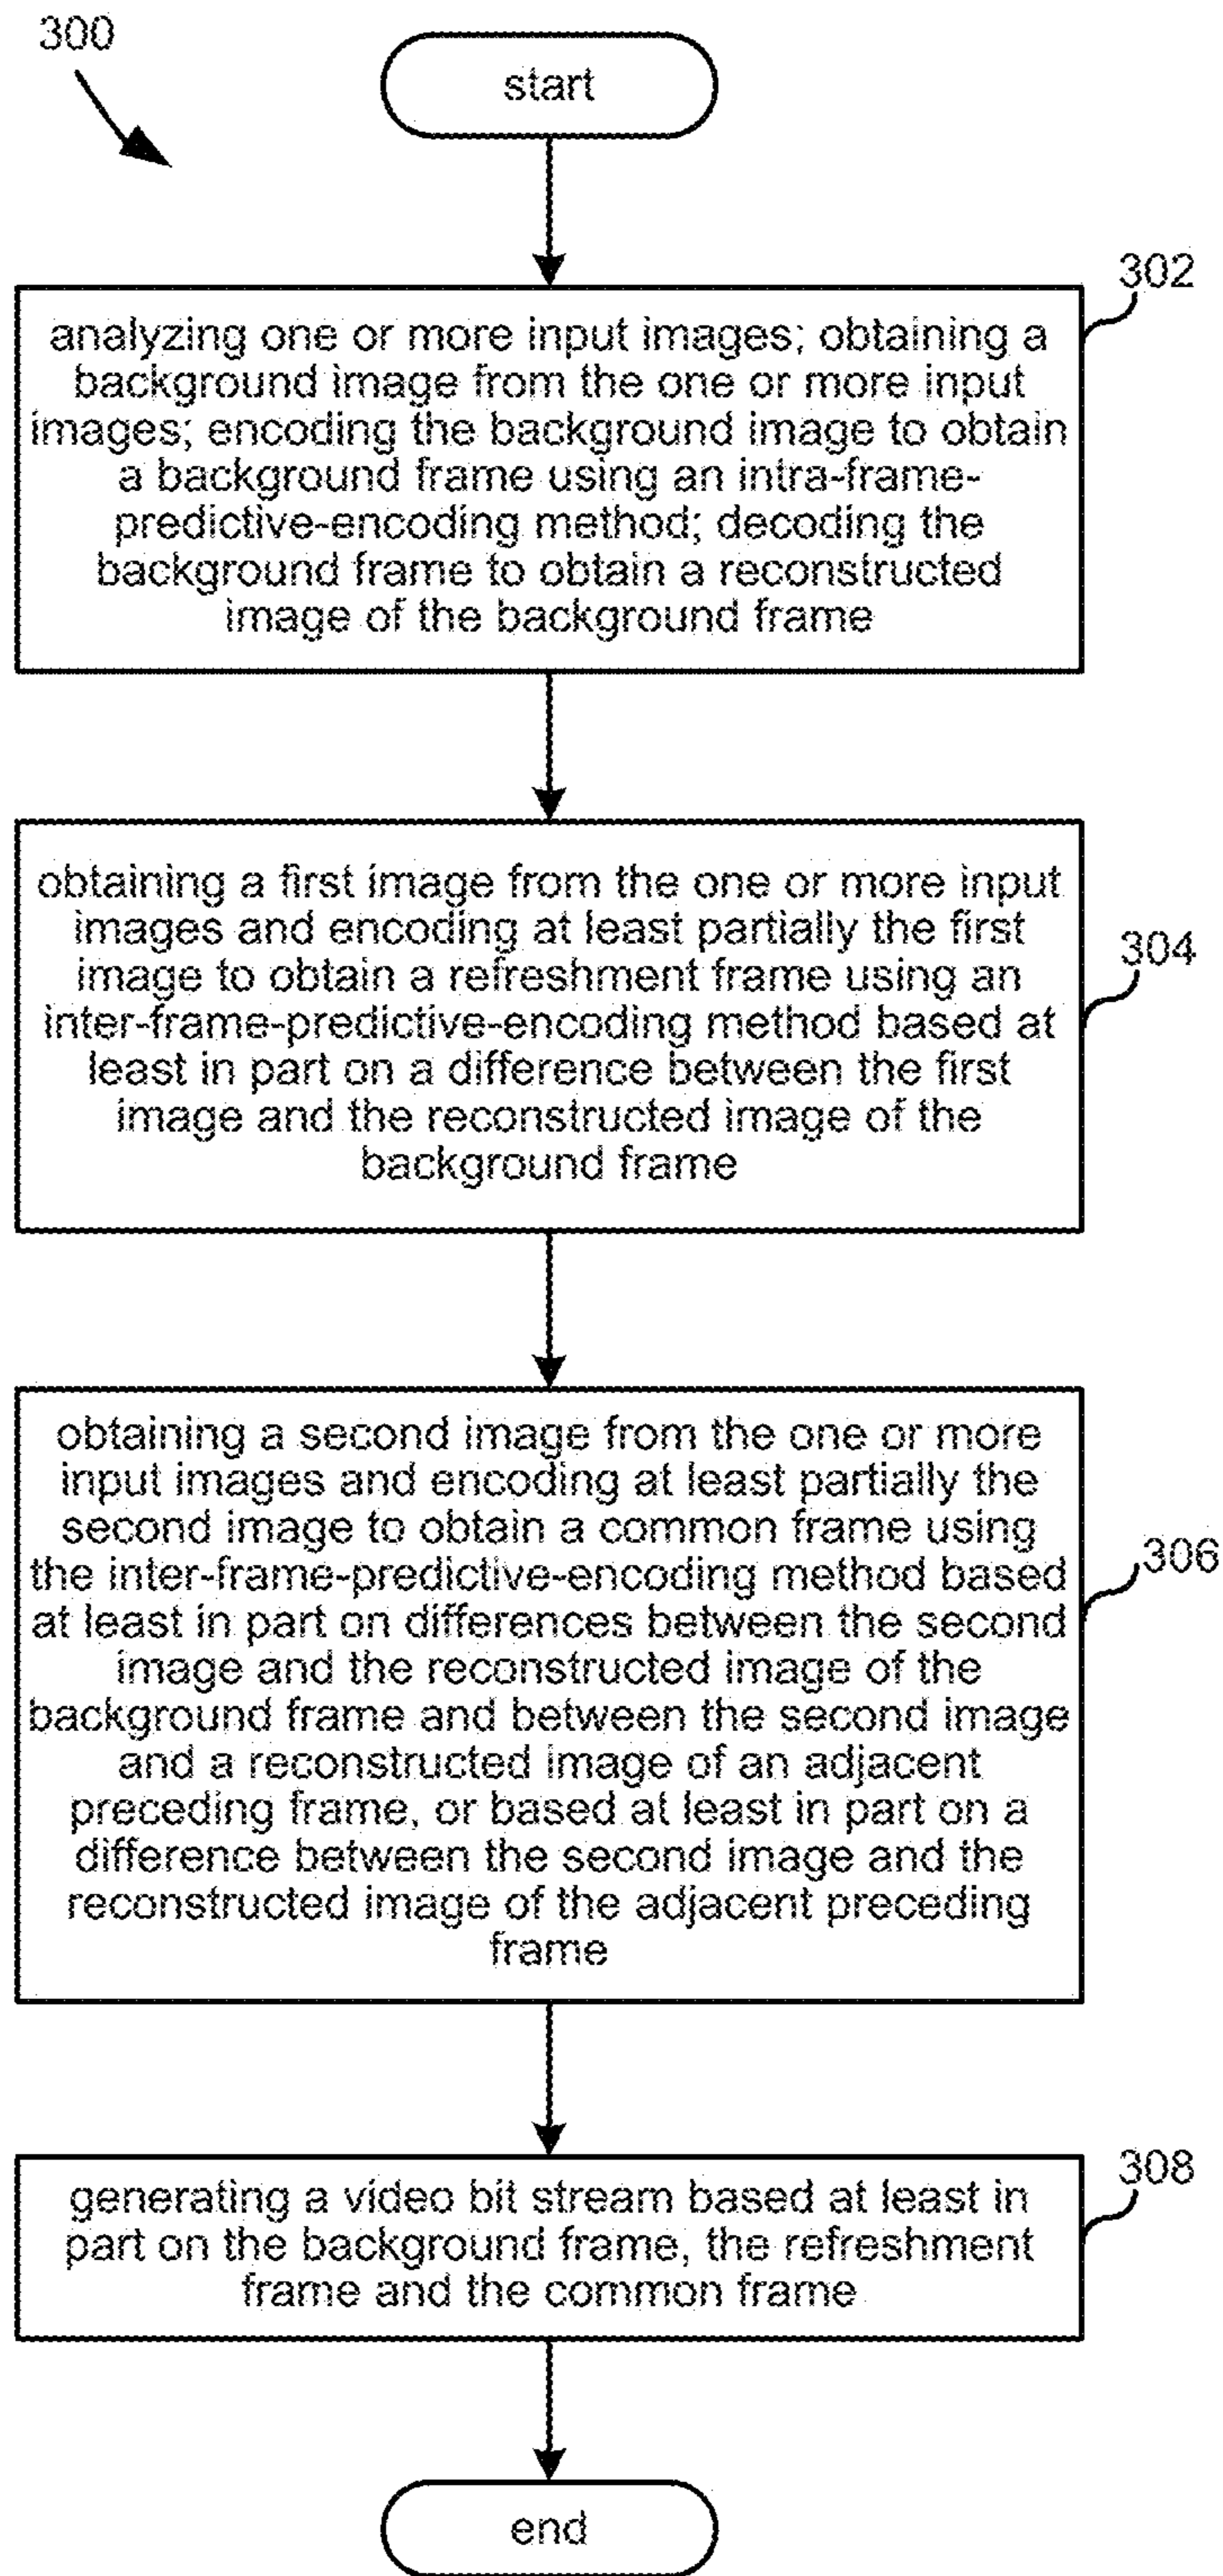 300
start
302
analyzing one or more input images; obtaining a
background image from the one or more input
images; encoding the background image to obtain
a background frame using an intra-frame-
predictive-encoding method; decoding the
background frame to obtain a reconstructed
image of the background frame
304
obtaining a first image from the one or more input
images and encoding at least partially the first
image to obtain a refreshment frame using an
inter-frame-predictive-encoding method based at
least in part on a difference between the first
image and the reconstructed image of the
background frame
306
obtaining a second image from the one or more
input images and encoding at least partially the
second image to obtain a common frame using
the inter-frame-predictive-encoding method based
at least in part on differences between the second
image and the reconstructed image of the
background frame and between the second image
and a reconstructed image of an adjacent
preceding frame, or based at least in part on a
difference between the second image and the
reconstructed image of the adjacent preceding
frame
308
generating a video bit stream based at least in
part on the background frame, the refreshment
frame and the common frame
end